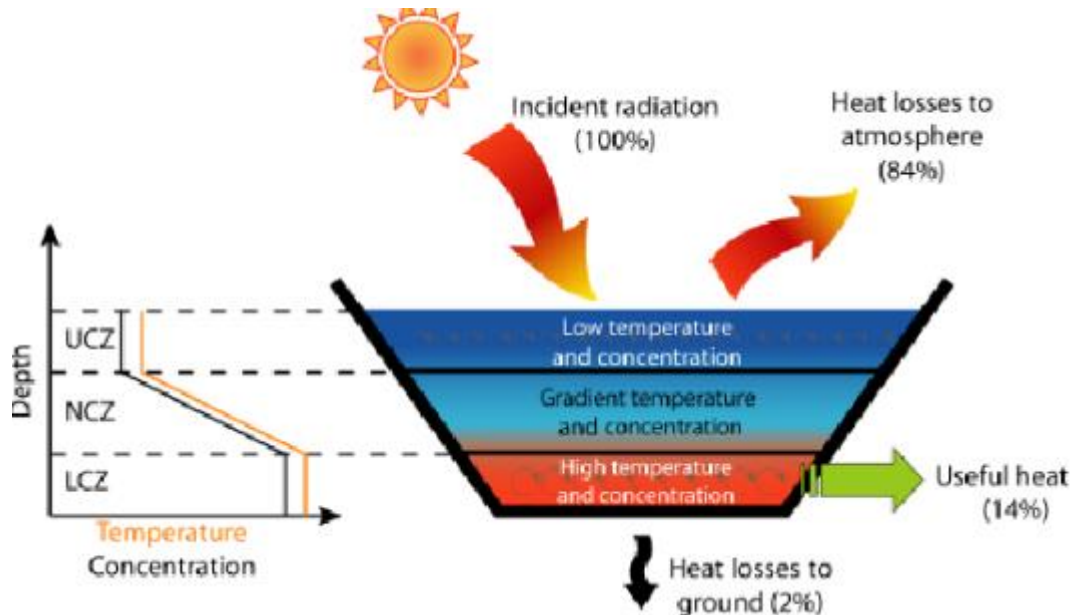 Incident radiation
(100%)
Heat losses to
atmosphere
(84%)
Depth
UCZ
NCZ
LCZ
Temperature
Concentration
Low temperature
and concentration
Gradient temperature
and concentration
High temperature
and concentration
Useful heat
(14%)
Heat losses to
ground (2%)